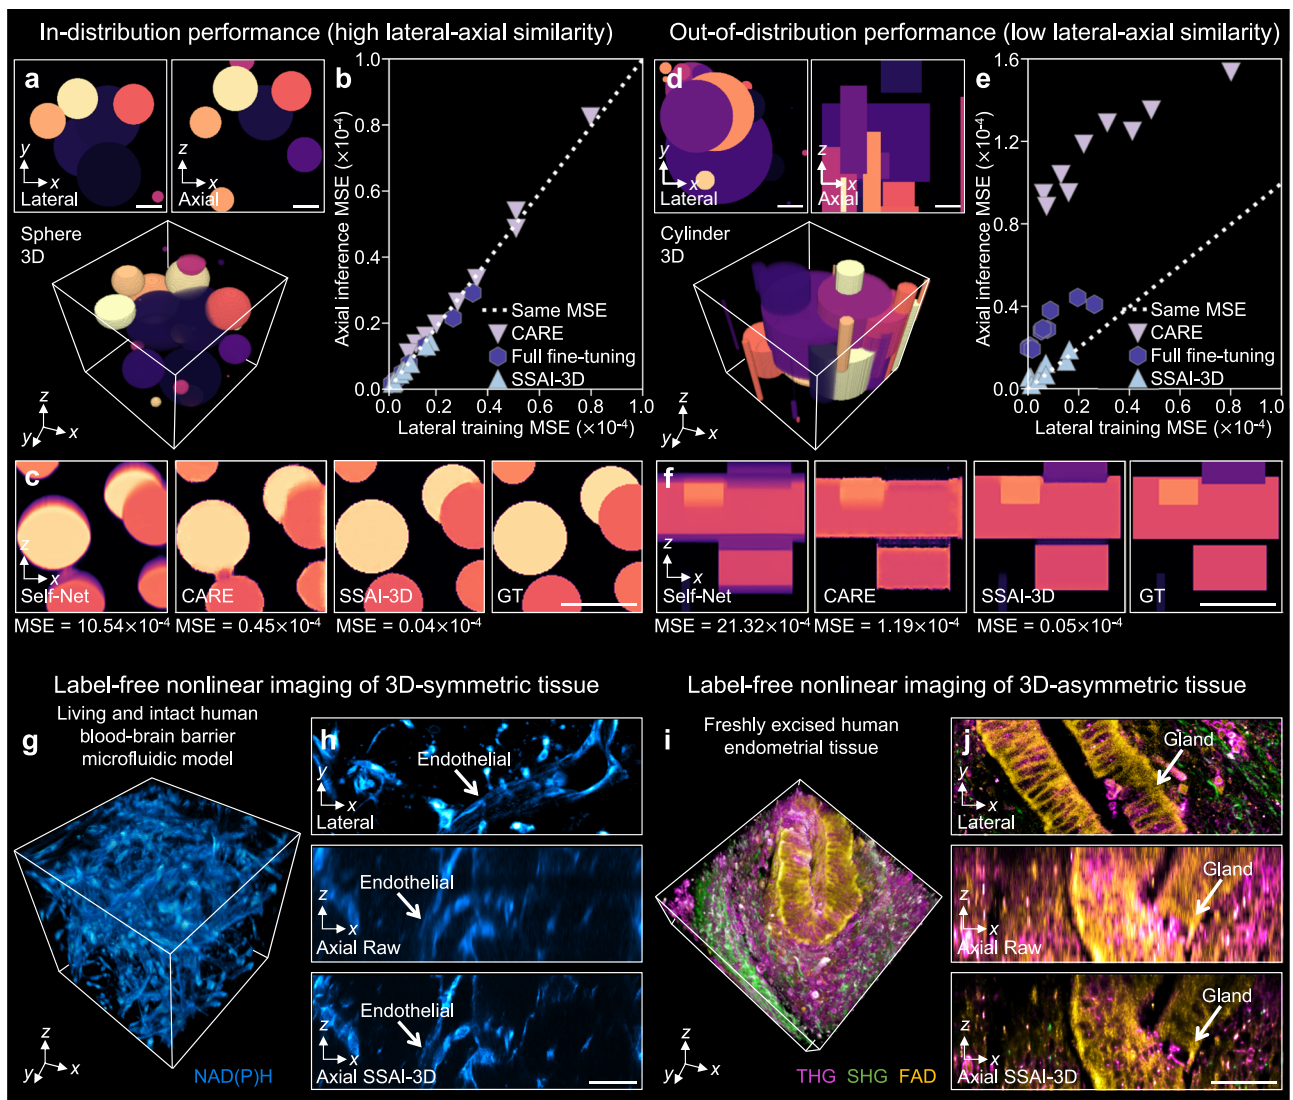 In-distribution performance (high lateral-axial similarity)
Out-of-distribution performance (low lateral-axial similarity)
a
y
x
Lateral
z
x
Axial
Sphere
3D
z
y
x
b
Axial inference MSE (×10⁻⁴)
1.0
0.8
0.6
0.4
0.2
0.0
Same MSE
CARE
Full fine-tuning
SSAI-3D
0.0 0.2 0.4 0.6 0.8 1.0
Lateral training MSE (×10⁻⁴)
d
y
x
Lateral
z
x
Axial
Cylinder
3D
z
y
x
e
Axial inference MSE (×10⁻⁴)
1.6
1.2
0.8
0.4
0.0
Same MSE
CARE
Full fine-tuning
SSAI-3D
0.0 0.2 0.4 0.6 0.8 1.0
Lateral training MSE (×10⁻⁴)
c
z
x
Self-Net
CARE
SSAI-3D
GT
MSE = 10.54×10⁻⁴
MSE = 0.45×10⁻⁴
MSE = 0.04×10⁻⁴
f
z
x
Self-Net
CARE
SSAI-3D
GT
MSE = 21.32×10⁻⁴
MSE = 1.19×10⁻⁴
MSE = 0.05×10⁻⁴
Label-free nonlinear imaging of 3D-symmetric tissue
g
Living and intact human
blood-brain barrier
microfluidic model
z
y
x
NAD(P)H
h
Endothelial
y
x
Lateral
Endothelial
z
x
Axial Raw
Endothelial
z
x
Axial SSAI-3D
Label-free nonlinear imaging of 3D-asymmetric tissue
i
Freshly excised human
endometrial tissue
z
y
x
THG SHG FAD
j
Gland
y
x
Lateral
Gland
z
x
Axial Raw
Gland
z
x
Axial SSAI-3D